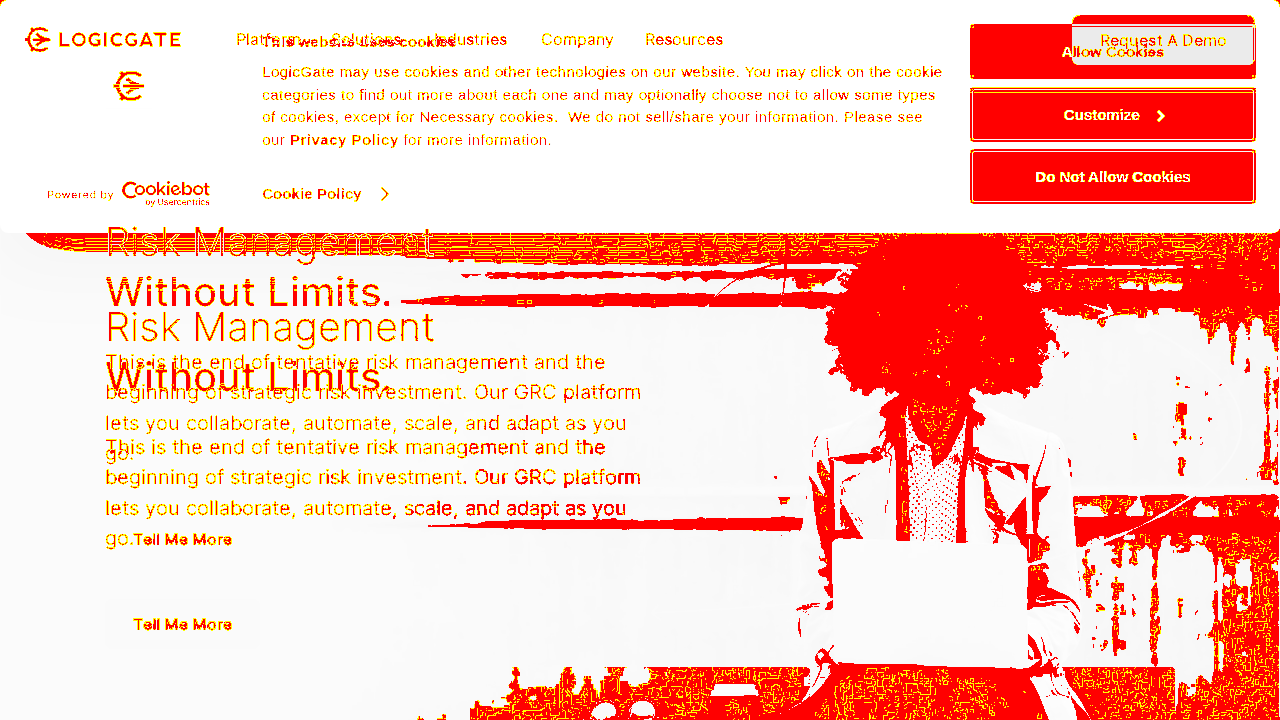 LOGICGATE
Platform Solutions Industries Company Resources
Request A Demo
This website uses cookies
LogicGate may use cookies and other technologies on our website. You may click on the cookie
categories to find out more about each one and may optionally choose not to allow some types
of cookies, except for Necessary cookies. We do not sell/share your information. Please see
our Privacy Policy for more information.
Allow Cookies
Customize
Do Not Allow Cookies
Powered by Cookiebot
by Usercentrics
Cookie Policy
Risk Management
Without Limits.
Risk Management
Without Limits.
This is the end of tentative risk management and the
beginning of strategic risk investment. Our GRC platform
lets you collaborate, automate, scale, and adapt as you
go.
This is the end of tentative risk management and the
beginning of strategic risk investment. Our GRC platform
lets you collaborate, automate, scale, and adapt as you
go.
Tell Me More
Tell Me More